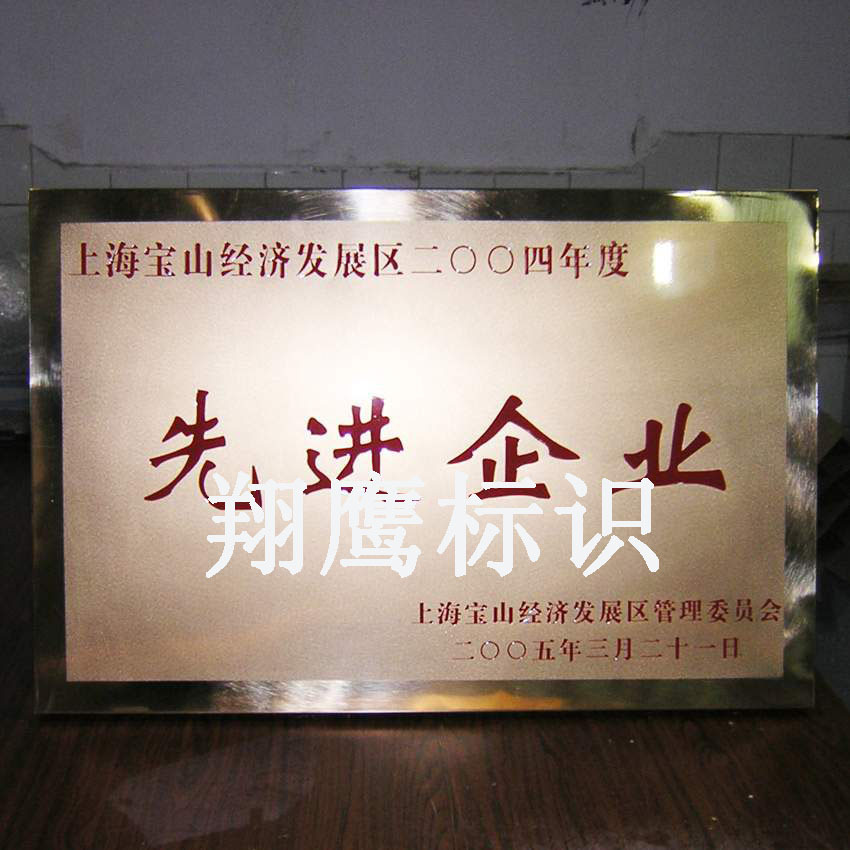 上海宝山经济发展区二〇〇四年度
先进企业
翔鹰标识
上海宝山经济发展区管理委员会
二〇〇五年三月二十一日